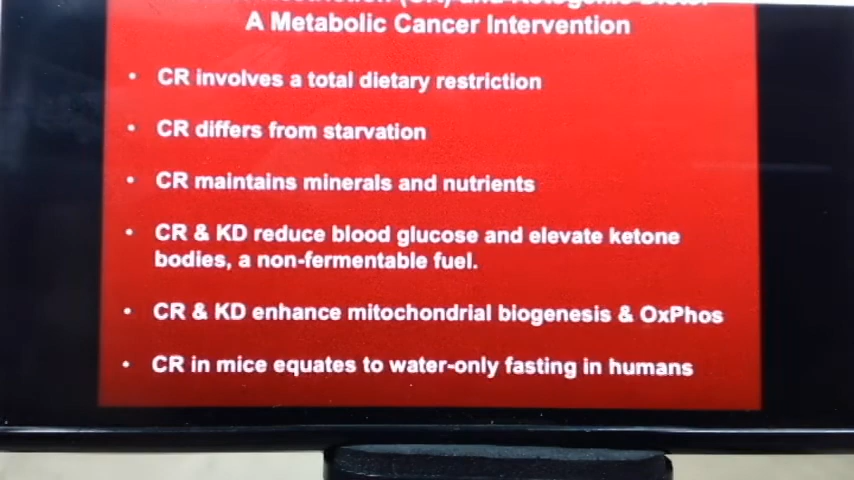 A Metabolic Cancer Intervention
• CR involves a total dietary restriction
• CR differs from starvation
• CR maintains minerals and nutrients
• CR & KD reduce blood glucose and elevate ketone
bodies, a non-fermentable fuel.
• CR & KD enhance mitochondrial biogenesis & OxPhos
• CR in mice equates to water-only fasting in humans